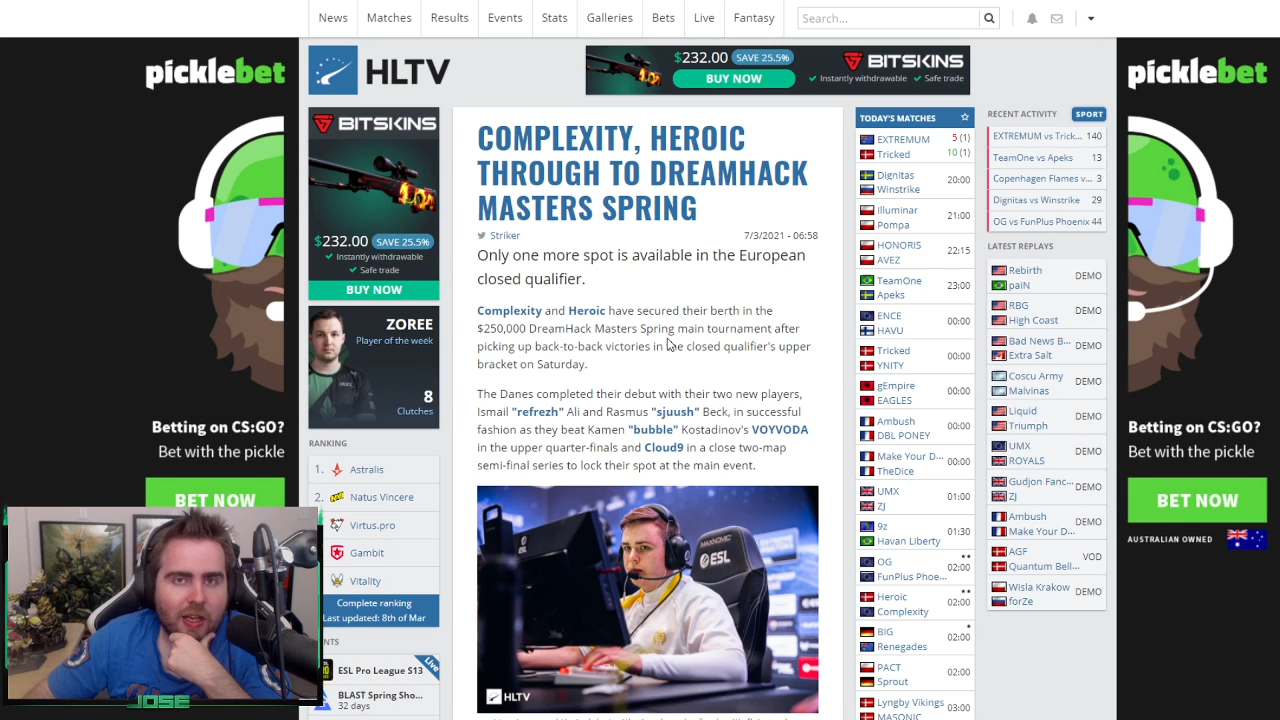 News Matches Results Events Stats Galleries Bets Live Fantasy Search...
picklebet
HLTV
$232.00 SAVE 25.5%
BUY NOW
BITSKINS
Instantly withdrawable Safe trade
picklebet
BITSKINS
$232.00 SAVE 25.5%
Instantly withdrawable
Safe trade
BUY NOW
ZOREE
Player of the week
8
Clutches
RANKING
1. Astralis
2. Natus Vincere
Virtus.pro
Gambit
Vitality
Complete ranking
Last updated: 8th of Mar
NTS
ESL Pro League S13
Live
BLAST Spring Sho...
32 days
Betting on CS:GO?
Bet with the pickle
BET NOW
JOSE
COMPLEXITY, HEROIC
THROUGH TO DREAMHACK
MASTERS SPRING
Striker 7/3/2021 - 06:58
Only one more spot is available in the European
closed qualifier.
Complexity and Heroic have secured their berth in the
$250,000 DreamHack Masters Spring main tournament after
picking up back-to-back victories in the closed qualifier's upper
bracket on Saturday.
The Danes completed their debut with their two new players,
Ismail "refrezh" Ali and Rasmus "sjuush" Beck, in successful
fashion as they beat Kamen "bubble" Kostadinov's VOYVODA
in the upper quarter-finals and Cloud9 in a close two-map
semi-final series to lock their spot at the main event.
MAXNOMIC
ESL
HLTV
TODAY'S MATCHES
EXTREMUM 5 (1)
Tricked 10 (1)
Dignitas
Winstrike
20:00
Illuminar
Pompa
21:00
HONORIS
AVEZ
22:15
TeamOne
Apeks
23:00
ENCE
HAVU
00:00
Tricked
YNITY
00:00
gEmpire
EAGLES
00:00
Ambush
DBL PONEY
00:00
Make Your D...
TheDice
00:00
UMX
ZJ
01:00
9z
Havan Liberty
01:30
OG
FunPlus Phoe...
02:00
Heroic
Complexity
02:00
BIG
Renegades
02:00
PACT
Sprout
02:00
Lyngby Vikings
MASONIC
03:00
RECENT ACTIVITY SPORT
EXTREMUM vs Trick... 140
TeamOne vs Apeks 13
Copenhagen Flames v... 3
Dignitas vs Winstrike 29
OG vs FunPlus Phoenix 44
LATEST REPLAYS
Rebirth
paiN
DEMO
RBG
High Coast
DEMO
Bad News B...
Extra Salt
DEMO
Coscu Army
Malvinas
DEMO
Liquid
Triumph
DEMO
UMX
ROYALS
DEMO
Gudjon Fanc...
ZJ
DEMO
Ambush
Make Your D...
DEMO
AGF
Quantum Bell...
VOD
Wisla Krakow
forZe
DEMO
Betting on CS:GO?
Bet with the pickle
BET NOW
AUSTRALIAN OWNED